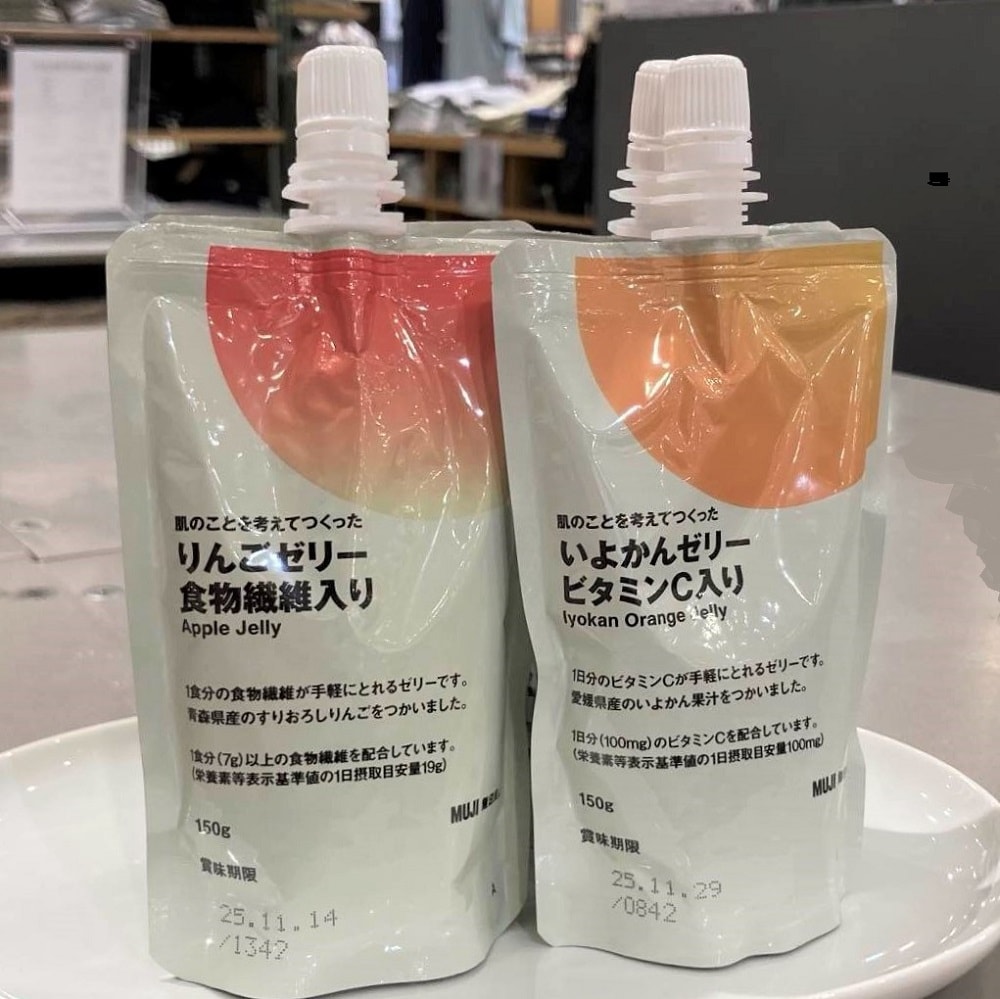 肌のことを考えてつくった
りんごゼリー
食物繊維入り
Apple Jelly
1食分の食物繊維が手軽にとれるゼリーです。
青森県産のすりおろしりんごをつかいました。
1食分(7g)以上の食物繊維を配合しています。
(栄養素等表示基準値の1日摂取目安量19g)
MUJI 無印
150g
賞味期限
25.11.14
/1342
肌のことを考えてつくった
いよかんゼリー
ビタミンC入り
Iyokan Orange Jelly
1日分のビタミンCが手軽にとれるゼリーです。
愛媛県産のいよかん果汁をつかいました。
1日分(100mg)のビタミンCを配合しています。
(栄養素等表示基準値の1日摂取目安量100mg)
MUJI
150g
賞味期限
25.11.29
/0842